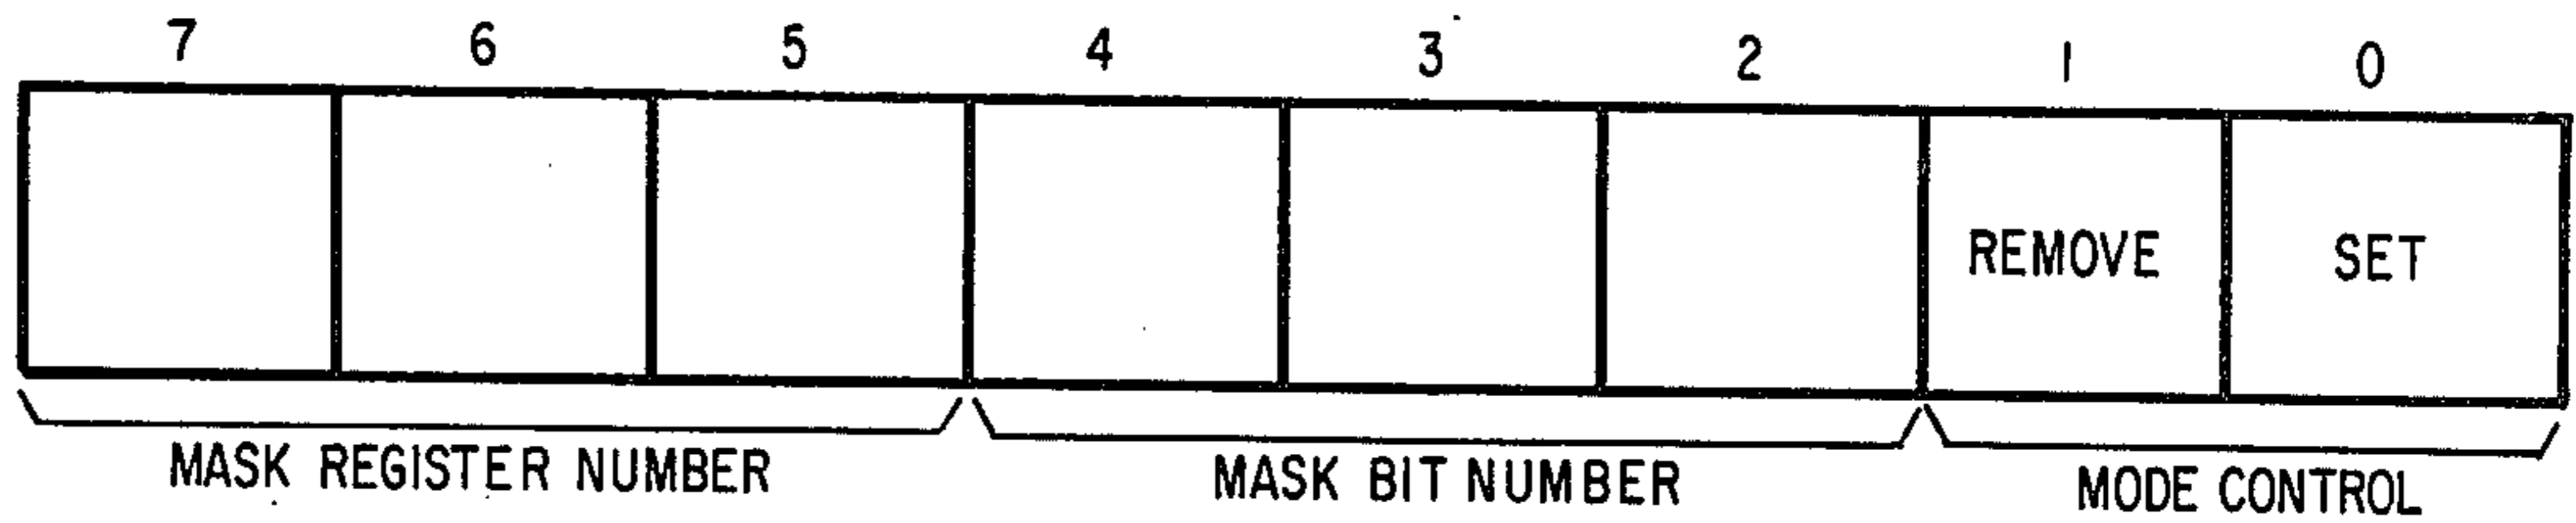 7 6 5 4 3 2 1 0
REMOVE SET
MASK REGISTER NUMBER MASK BIT NUMBER MODE CONTROL